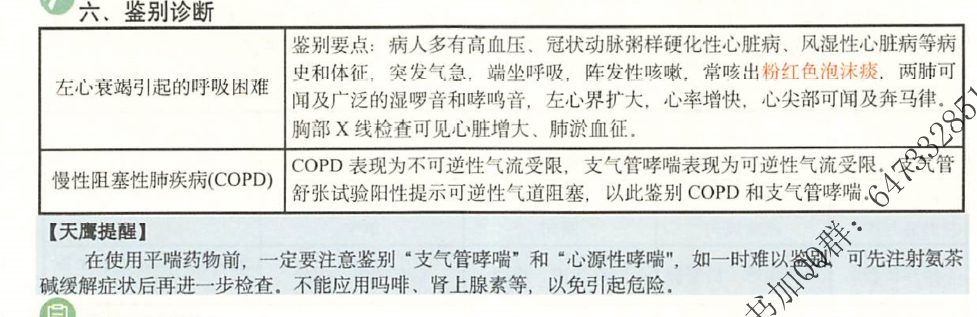 六、鉴别诊断
左心衰竭引起的呼吸困难
鉴别要点：病人多有高血压、冠状动脉粥样硬化性心脏病、风湿性心脏病等病
史和体征，突发气急，端坐呼吸，阵发性咳嗽，常咳出粉红色泡沫痰，两肺可
闻及广泛的湿啰音和哮鸣音，左心界扩大，心率增快，心尖部可闻及奔马律。
胸部 X 线检查可见心脏增大、肺淤血征。
慢性阻塞性肺疾病(COPD)
COPD 表现为不可逆性气流受限，支气管哮喘表现为可逆性气流受限。支气管
舒张试验阳性提示可逆性气道阻塞，以此鉴别 COPD 和支气管哮喘。
【天鹰提醒】
在使用平喘药物前，一定要注意鉴别“支气管哮喘”和“心源性哮喘”，如一时难以鉴别，可先注射氨茶
碱缓解症状后再进一步检查。不能应用吗啡、肾上腺素等，以免引起危险。
书加QQ群：64733285